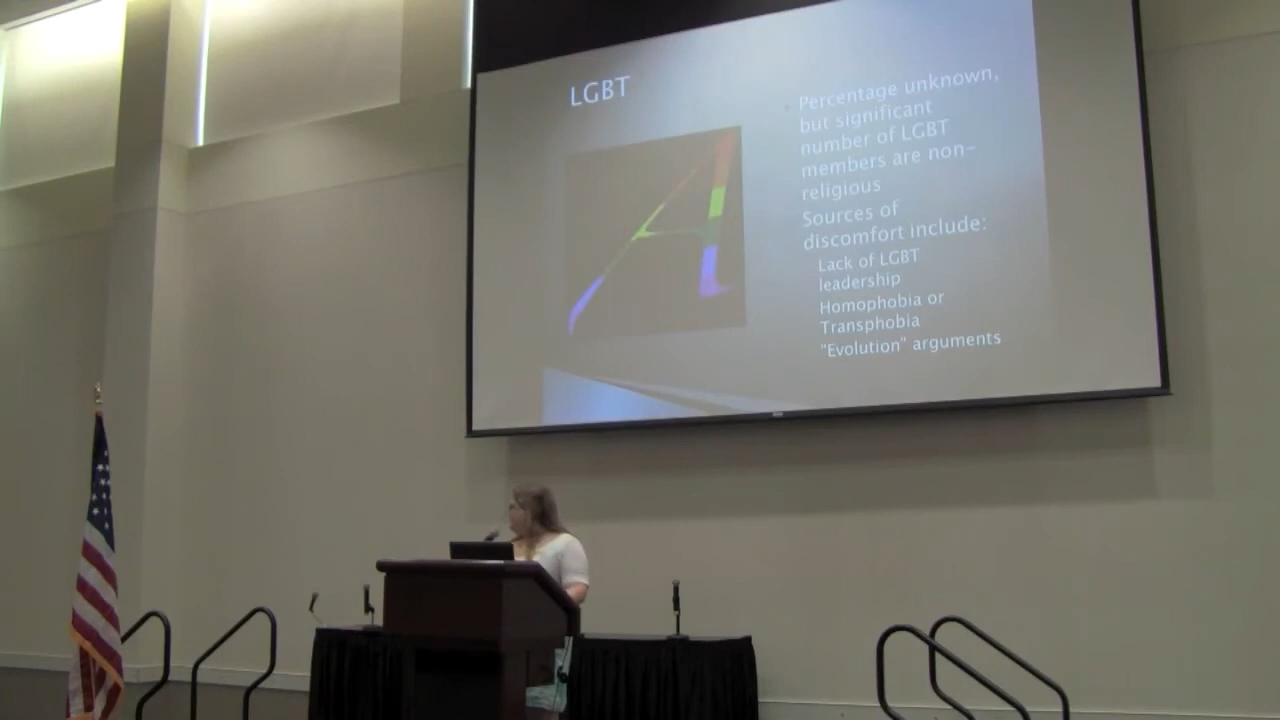 LGBT
Percentage unknown,
but significant
number of LGBT
members are non-
religious
Sources of
discomfort include:
Lack of LGBT
leadership
Homophobia or
Transphobia
"Evolution" arguments